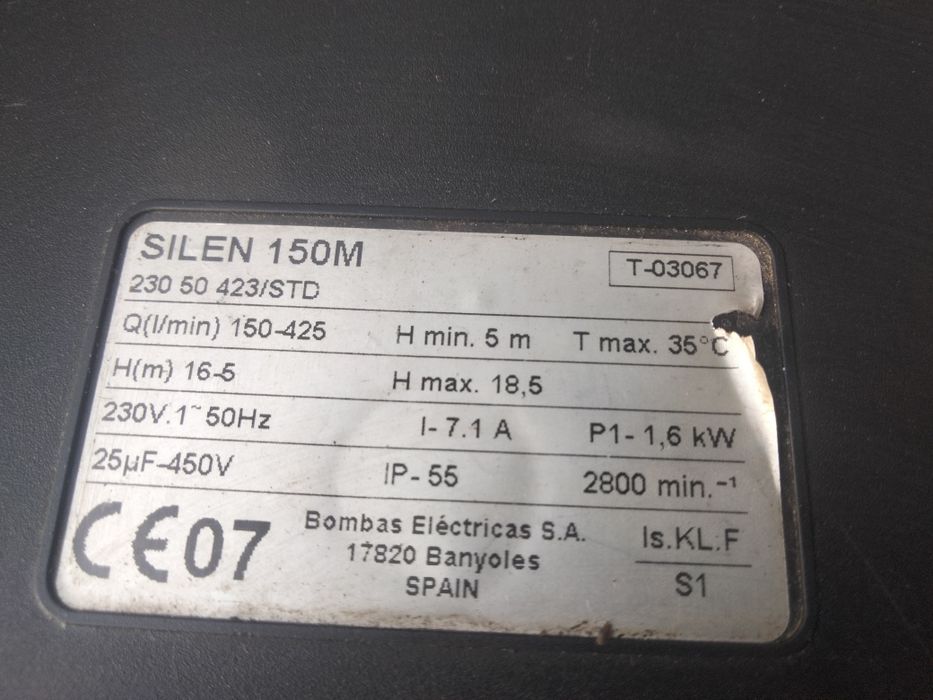 SILEN 150M
T-03067
230 50 423/STD
Q(l/min) 150-425 H min. 5 m T max. 35°C
H(m) 16-5 H max. 18,5
230V.1~50Hz I- 7.1 A P1- 1,6 kW
25µF-450V IP- 55 2800 min.⁻¹
CE07
Bombas Eléctricas S.A.
17820 Banyoles
SPAIN
Is.KL.F
S1